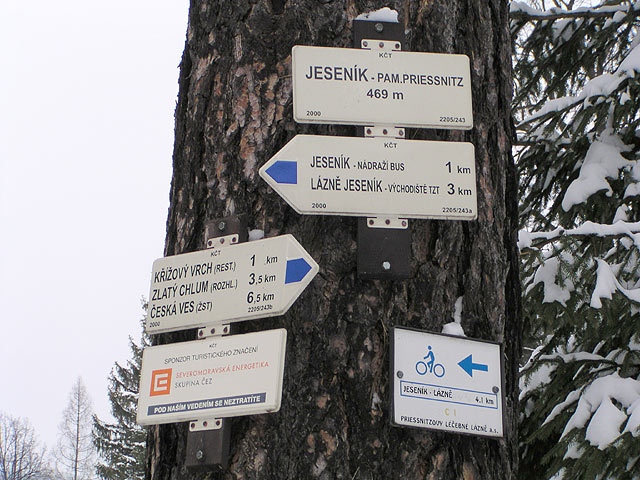 KČT
JESENÍK - PAM.PRIESSNITZ
469 m
2000 2205/243
KČT
JESENÍK - NÁDRAŽÍ BUS 1 km
LÁZNĚ JESENÍK - VÝCHODIŠTĚ TZT 3 km
2000 2205/243a
KČT
KŘÍŽOVÝ VRCH (REST.) 1 km
ZLATÝ CHLUM (ROZHL.) 3,5 km
ČESKÁ VES (ŽST) 6,5 km
2000 2205/243b
KČT
SPONZOR TURISTICKÉHO ZNAČENÍ
SEVEROMORAVSKÁ ENERGETIKA
SKUPINA ČEZ
POD NAŠÍM VEDENÍM SE NEZTRATÍTE
JESENÍK - LÁZNĚ 4,1 km
C 1
PRIESSNITZOVY LÉČEBNÉ LÁZNĚ a.s.